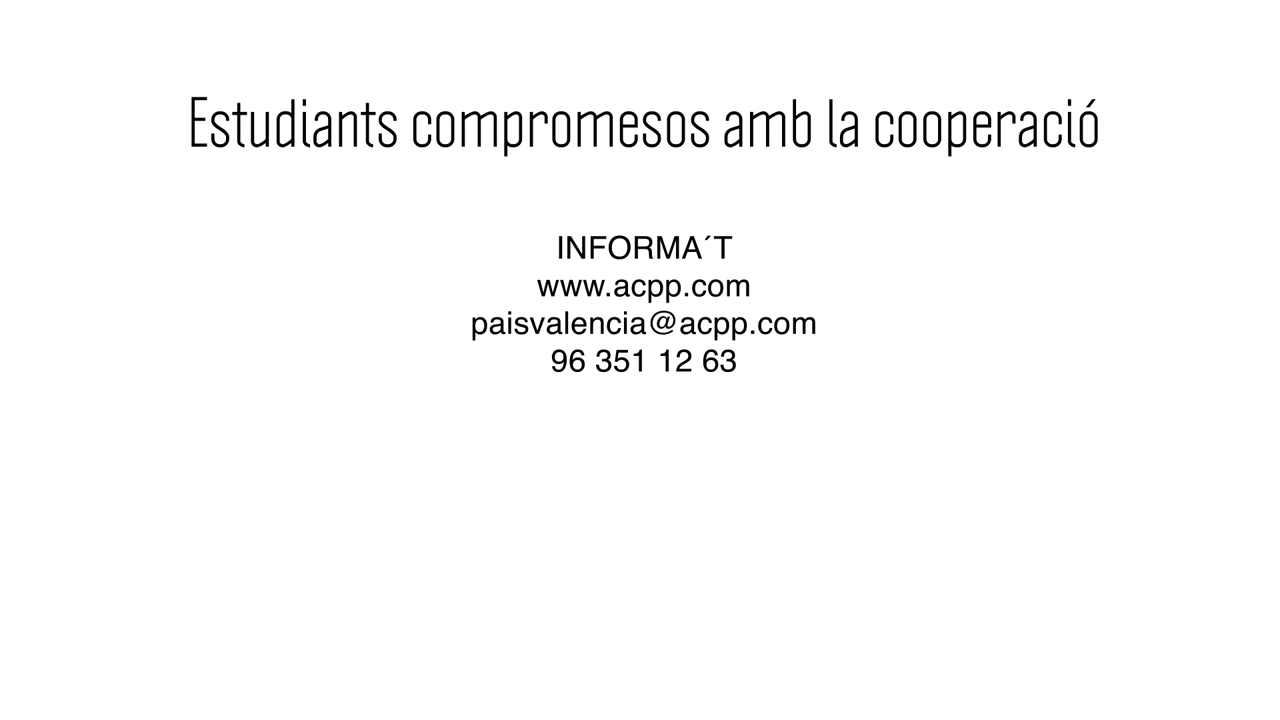 Estudiants compromesos amb la cooperació
INFORMA´T
www.acpp.com
paisvalencia@acpp.com
96 351 12 63